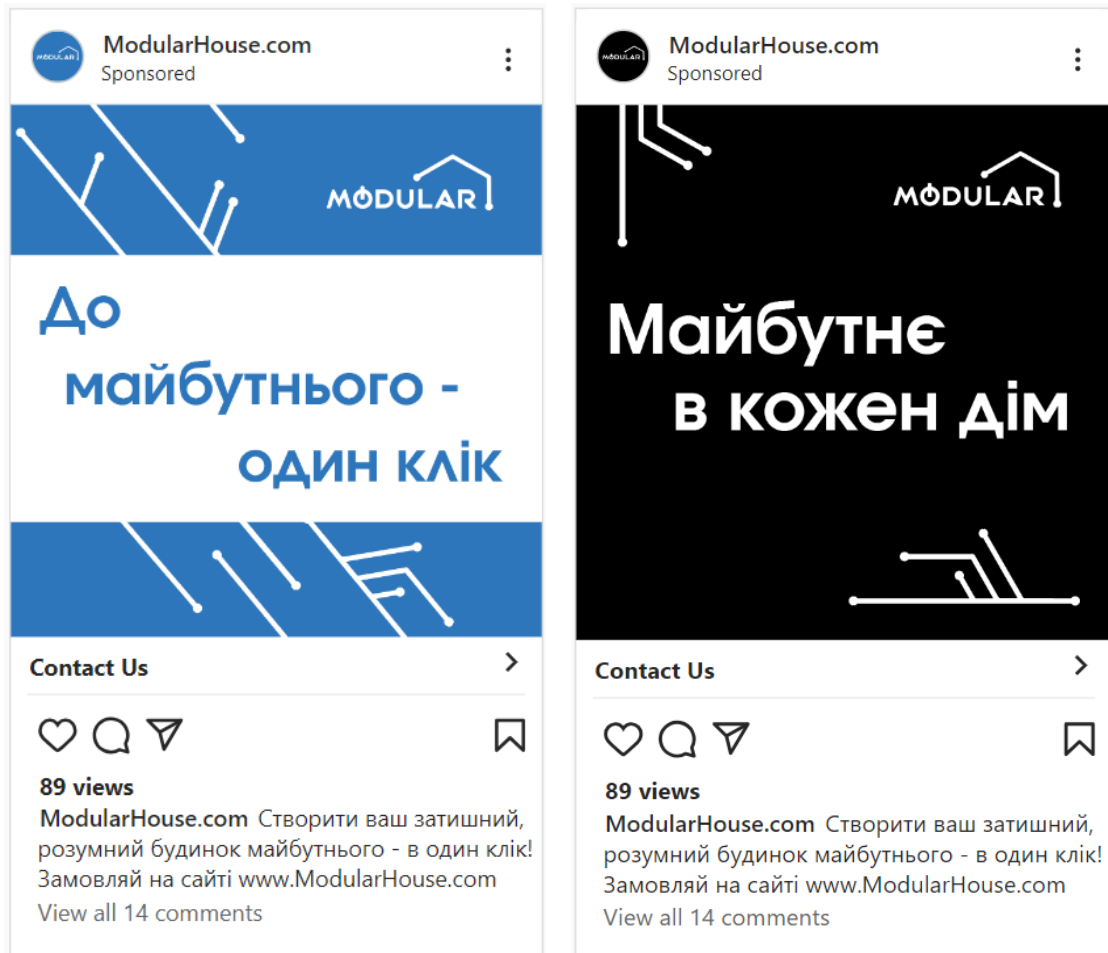 MODULAR
ModularHouse.com
Sponsored
MODULAR
До
майбутнього -
один клік
Contact Us
89 views
ModularHouse.com Створити ваш затишний,
розумний будинок майбутнього - в один клік!
Замовляй на сайті www.ModularHouse.com
View all 14 comments
MODULAR
ModularHouse.com
Sponsored
MODULAR
Майбутнє
в кожен дім
Contact Us
89 views
ModularHouse.com Створити ваш затишний,
розумний будинок майбутнього - в один клік!
Замовляй на сайті www.ModularHouse.com
View all 14 comments